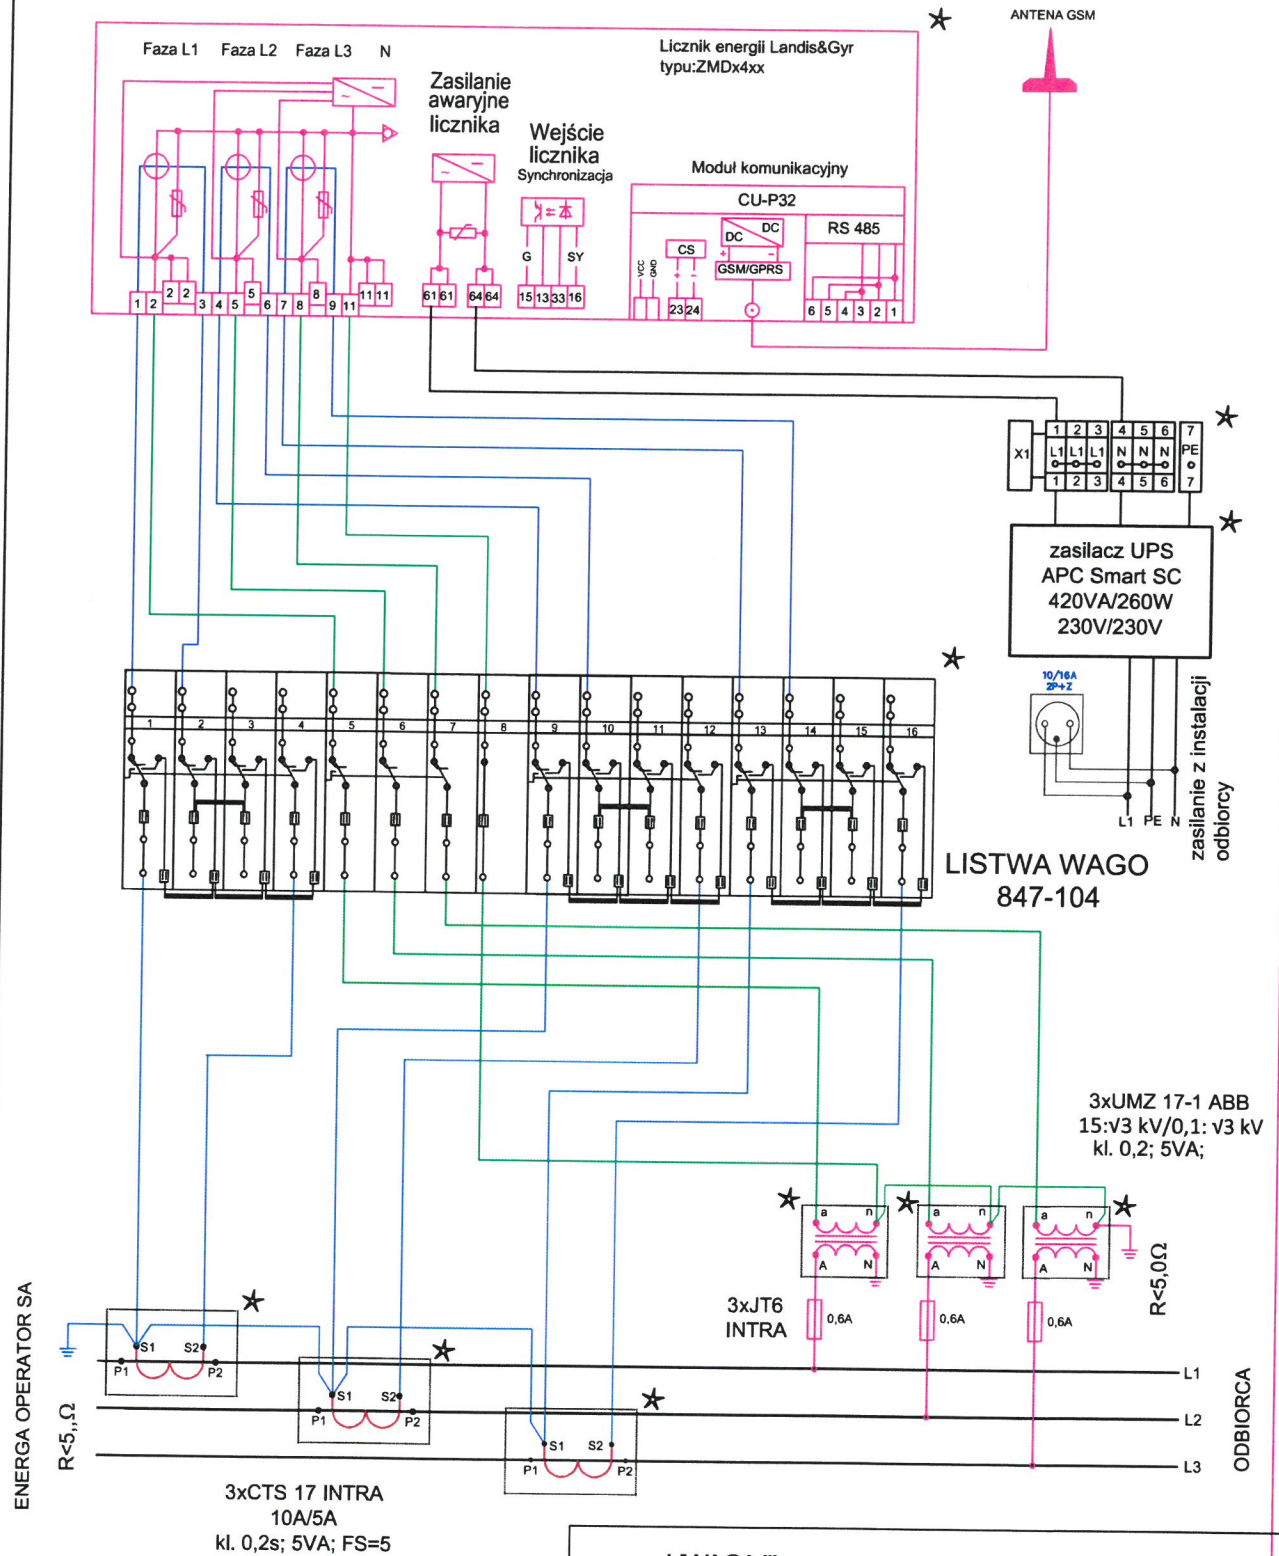 ANTENA GSM
Faza L1 Faza L2 Faza L3 N
Licznik energii Landis&Gyr
typu:ZMDx4xx
Zasilanie
awaryjne
licznika
Wejście
licznika
Synchronizacja
Moduł komunikacyjny
CU-P32
RS 485
DC DC
CS
+ -
+ -
GSM/GPRS
VCC GND
G SY
1 2 2 2 3 4 5 5 6 7 8 8 9 11 11 11
61 61 64 64
15 13 33 16
23 24
6 5 4 3 2 1
X1
1 2 3 4 5 6 7
L1 L1 L1 N N N PE
1 2 3 4 5 6 7
zasilacz UPS
APC Smart SC
420VA/260W
230V/230V
10/16A
2P+Z
L1 PE N
zasilanie z instalacji
odbiorcy
1 2 3 4 5 6 7 8 9 10 11 12 13 14 15 16
LISTWA WAGO
847-104
3xUMZ 17-1 ABB
15:√3 kV/0,1: √3 kV
kl. 0,2; 5VA;
a n a n a n
A N A N A N
R<5,0Ω
3xJT6
INTRA
0,6A 0,6A 0,6A
S1 S2
P1 P2
S1 S2
P1 P2
S1 S2
P1 P2
L1
L2
L3
ENERGA OPERATOR SA
R<5,,Ω
ODBIORCA
3xCTS 17 INTRA
10A/5A
kl. 0,2s; 5VA; FS=5